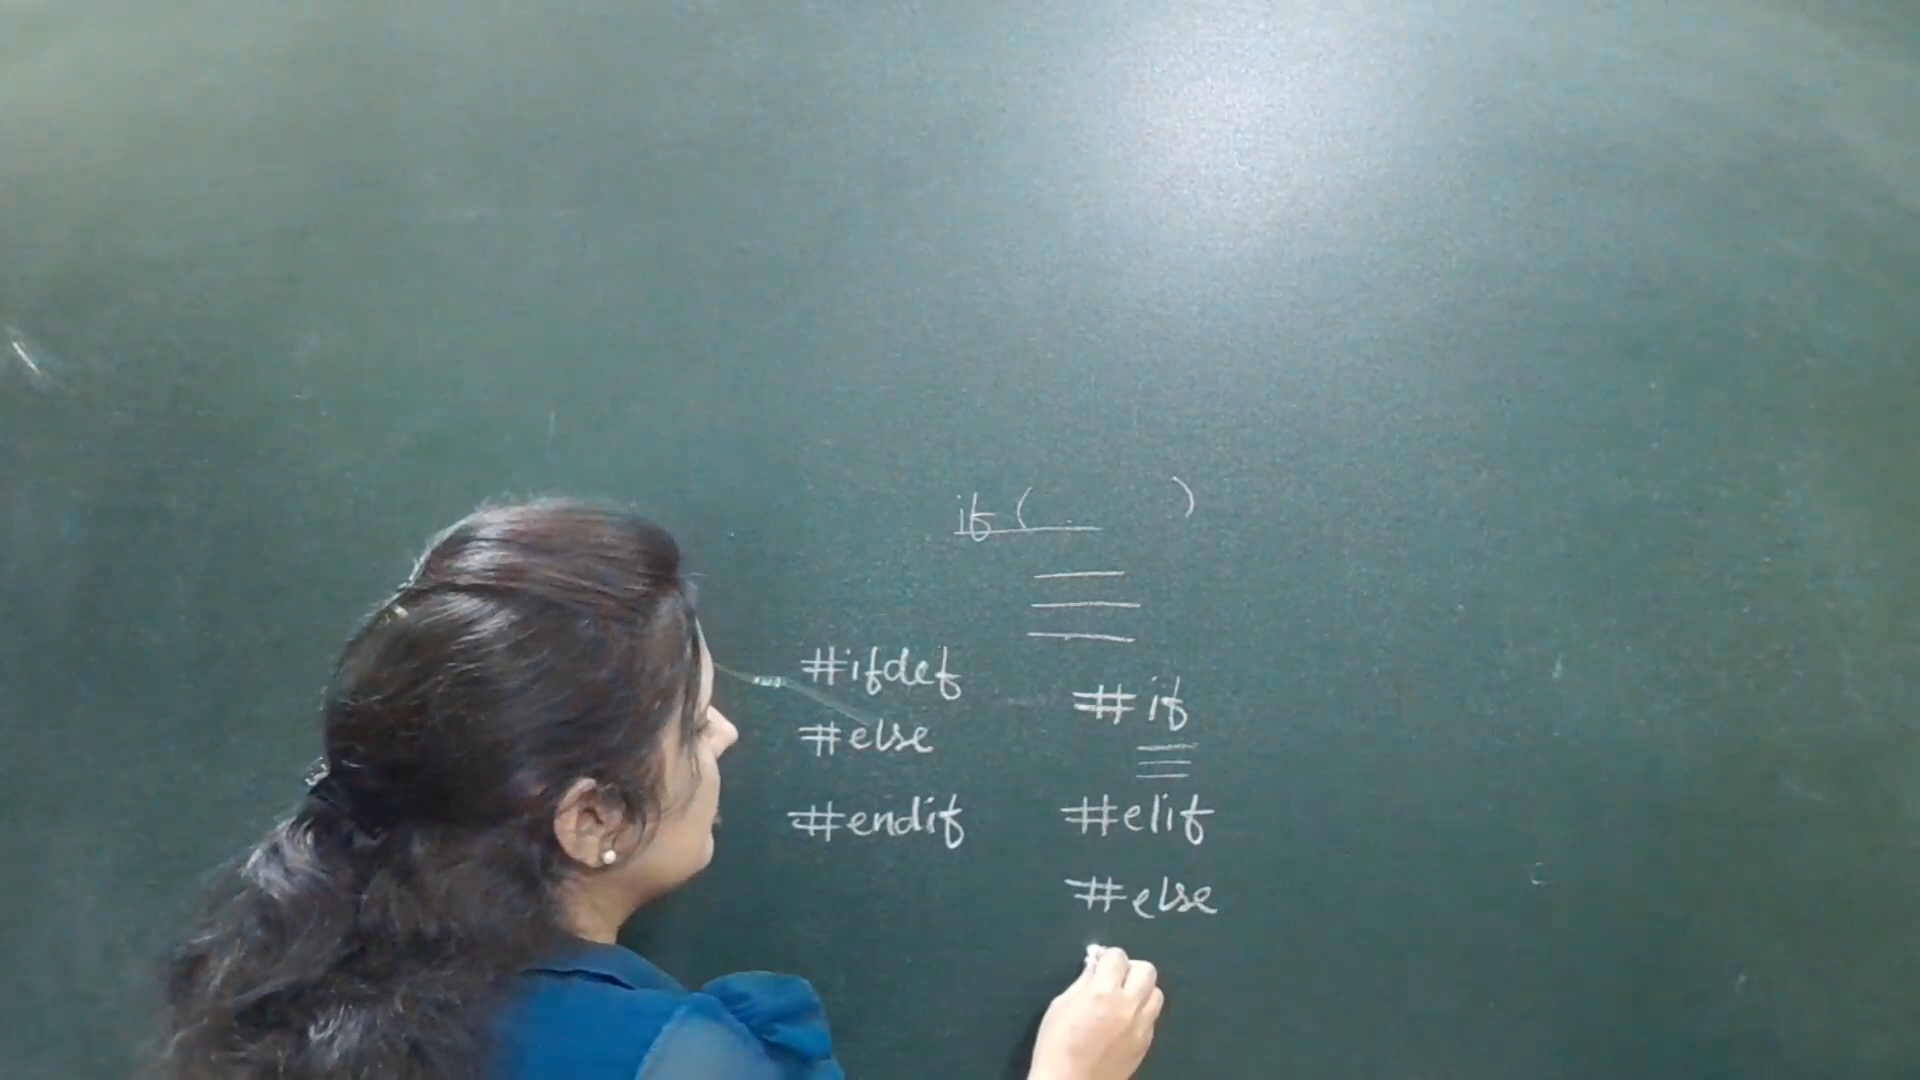 if ( )
#ifdef
#else
#endif
#if
#elif
#else